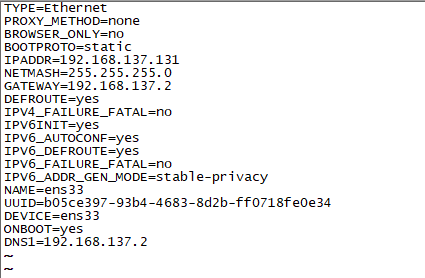 TYPE=Ethernet
PROXY_METHOD=none
BROWSER_ONLY=no
BOOTPROTO=static
IPADDR=192.168.137.131
NETMASH=255.255.255.0
GATEWAY=192.168.137.2
DEFROUTE=yes
IPV4_FAILURE_FATAL=no
IPV6INIT=yes
IPV6_AUTOCONF=yes
IPV6_DEFROUTE=yes
IPV6_FAILURE_FATAL=no
IPV6_ADDR_GEN_MODE=stable-privacy
NAME=ens33
UUID=b05ce397-93b4-4683-8d2b-ff0718fe0e34
DEVICE=ens33
ONBOOT=yes
DNS1=192.168.137.2
~
~